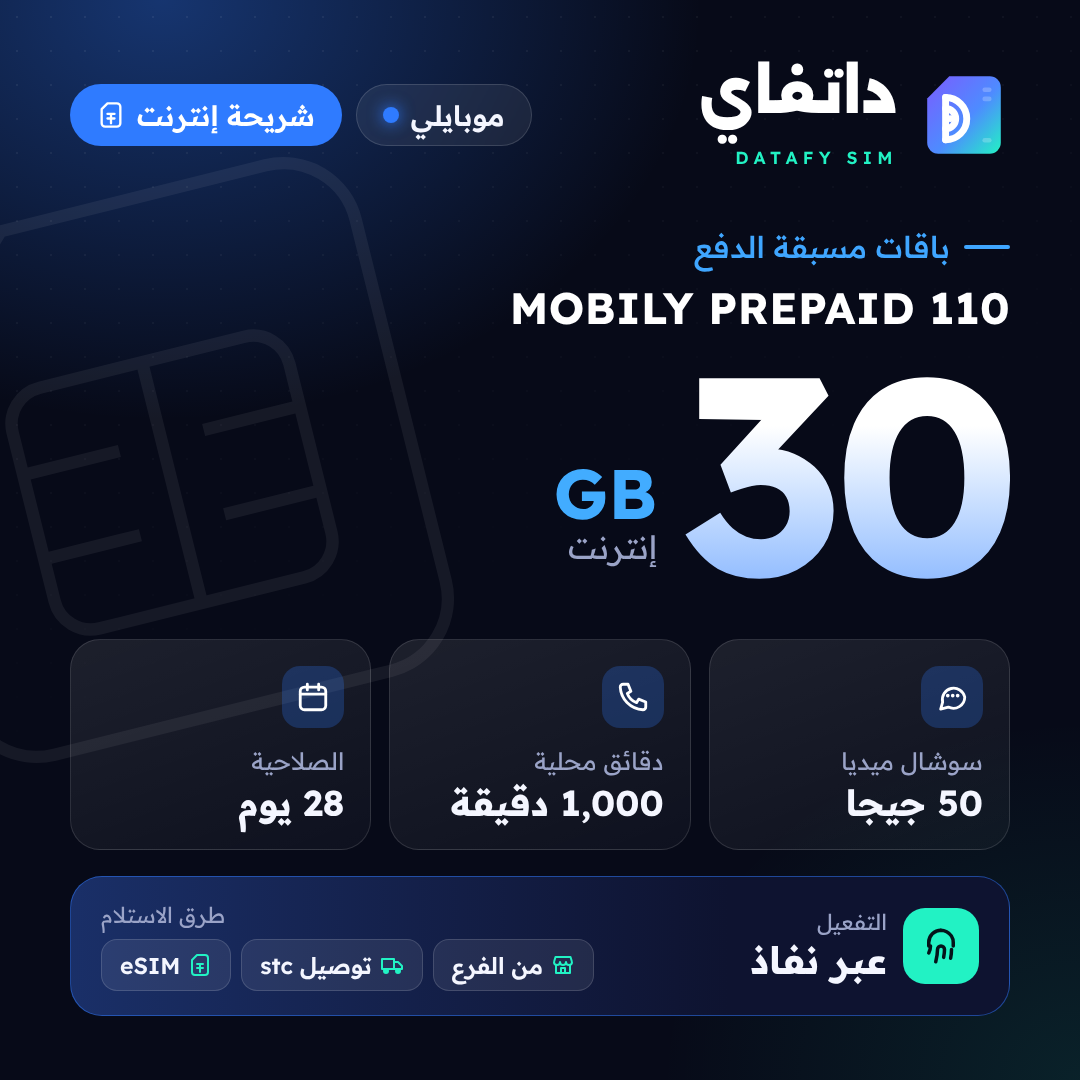 داتفاي
DATAFY SIM
موبايلي
شريحة إنترنت
باقات مسبقة الدفع
MOBILY PREPAID 110
30
GB
إنترنت
سوشال ميديا
50 جيجا
دقائق محلية
1,000 دقيقة
الصلاحية
28 يوم
التفعيل
عبر نفاذ
طرق الاستلام
من الفرع
توصيل stc
eSIM